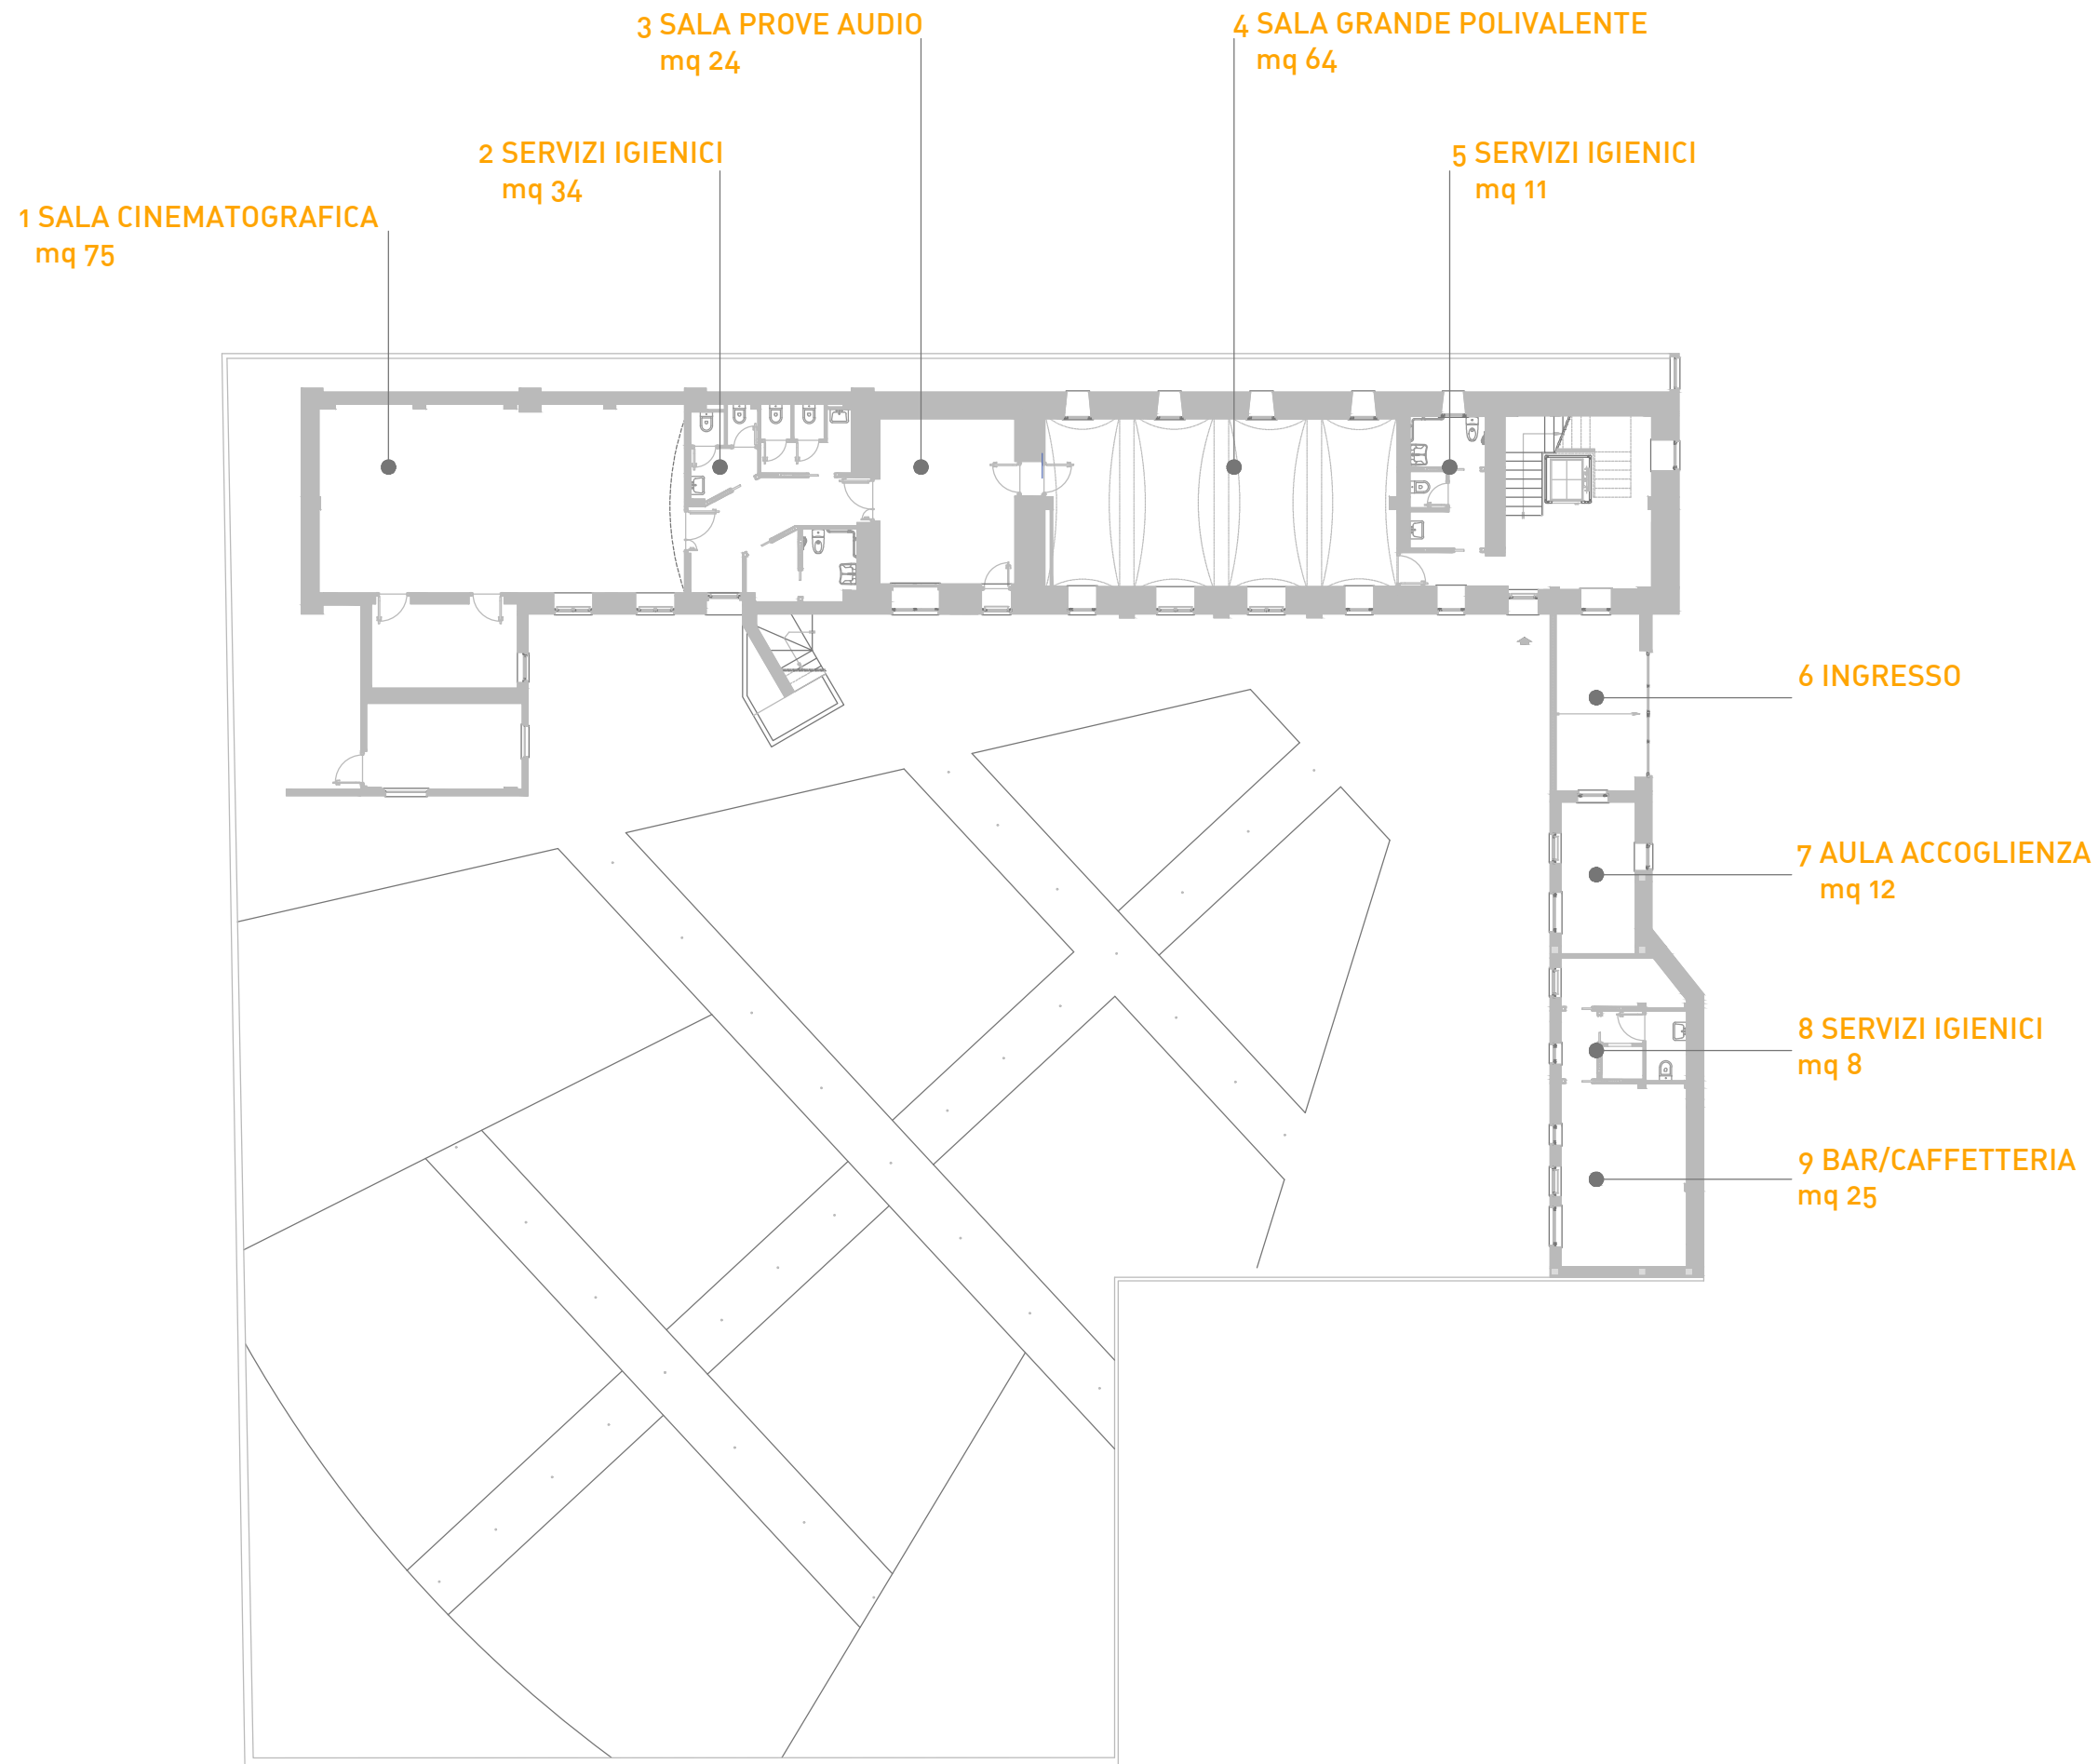 3 SALA PROVE AUDIO
mq 24
4 SALA GRANDE POLIVALENTE
mq 64
2 SERVIZI IGIENICI
mq 34
5 SERVIZI IGIENICI
mq 11
1 SALA CINEMATOGRAFICA
mq 75
6 INGRESSO
7 AULA ACCOGLIENZA
mq 12
8 SERVIZI IGIENICI
mq 8
9 BAR/CAFFETTERIA
mq 25